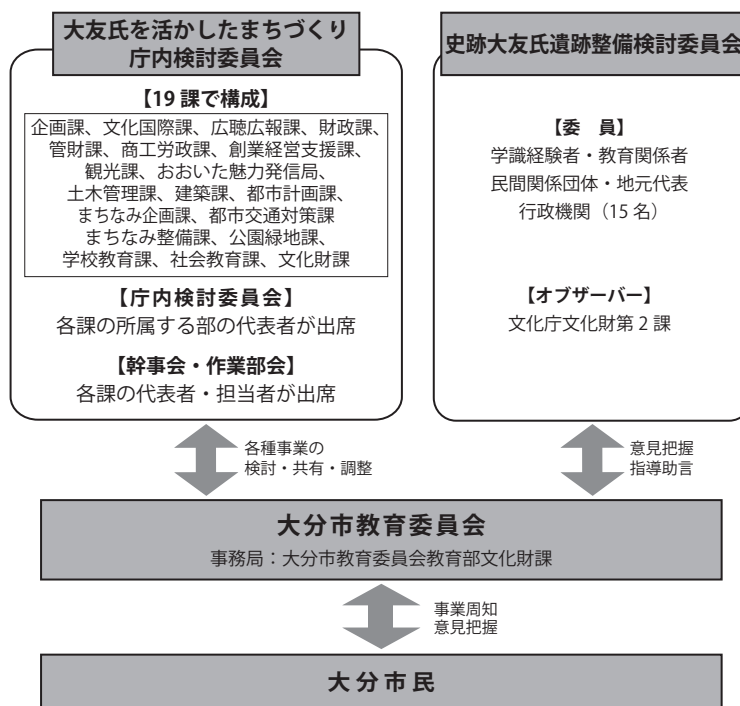 大友氏を活かしたまちづくり
庁内検討委員会
【19 課で構成】
企画課、文化国際課、広聴広報課、財政課、
管財課、商工労政課、創業経営支援課、
観光課、おおいた魅力発信局、
土木管理課、建築課、都市計画課、
まちなみ企画課、都市交通対策課
まちなみ整備課、公園緑地課、
学校教育課、社会教育課、文化財課
【庁内検討委員会】
各課の所属する部の代表者が出席
【幹事会・作業部会】
各課の代表者・担当者が出席
史跡大友氏遺跡整備検討委員会
【委　員】
学識経験者・教育関係者
民間関係団体・地元代表
行政機関（15 名）
【オブザーバー】
文化庁文化財第 2 課
各種事業の
検討・共有・調整
意見把握
指導助言
大分市教育委員会
事務局：大分市教育委員会教育部文化財課
事業周知
意見把握
大分市民